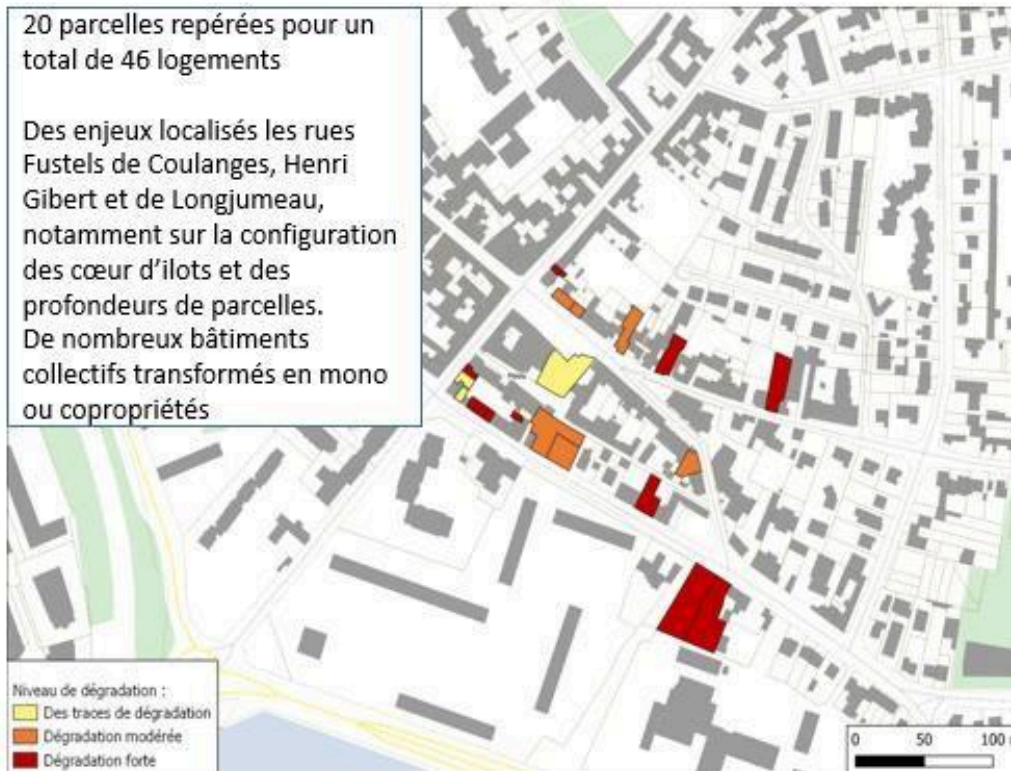 20 parcelles repérées pour un
total de 46 logements
Des enjeux localisés les rues
Fustels de Coulanges, Henri
Gibert et de Longjumeau,
notamment sur la configuration
des cœur d'ilots et des
profondeurs de parcelles.
De nombreux bâtiments
collectifs transformés en mono
ou copropriétés
Niveau de dégradation :
Des traces de dégradation
Dégradation modérée
Dégradation forte
0 50 100